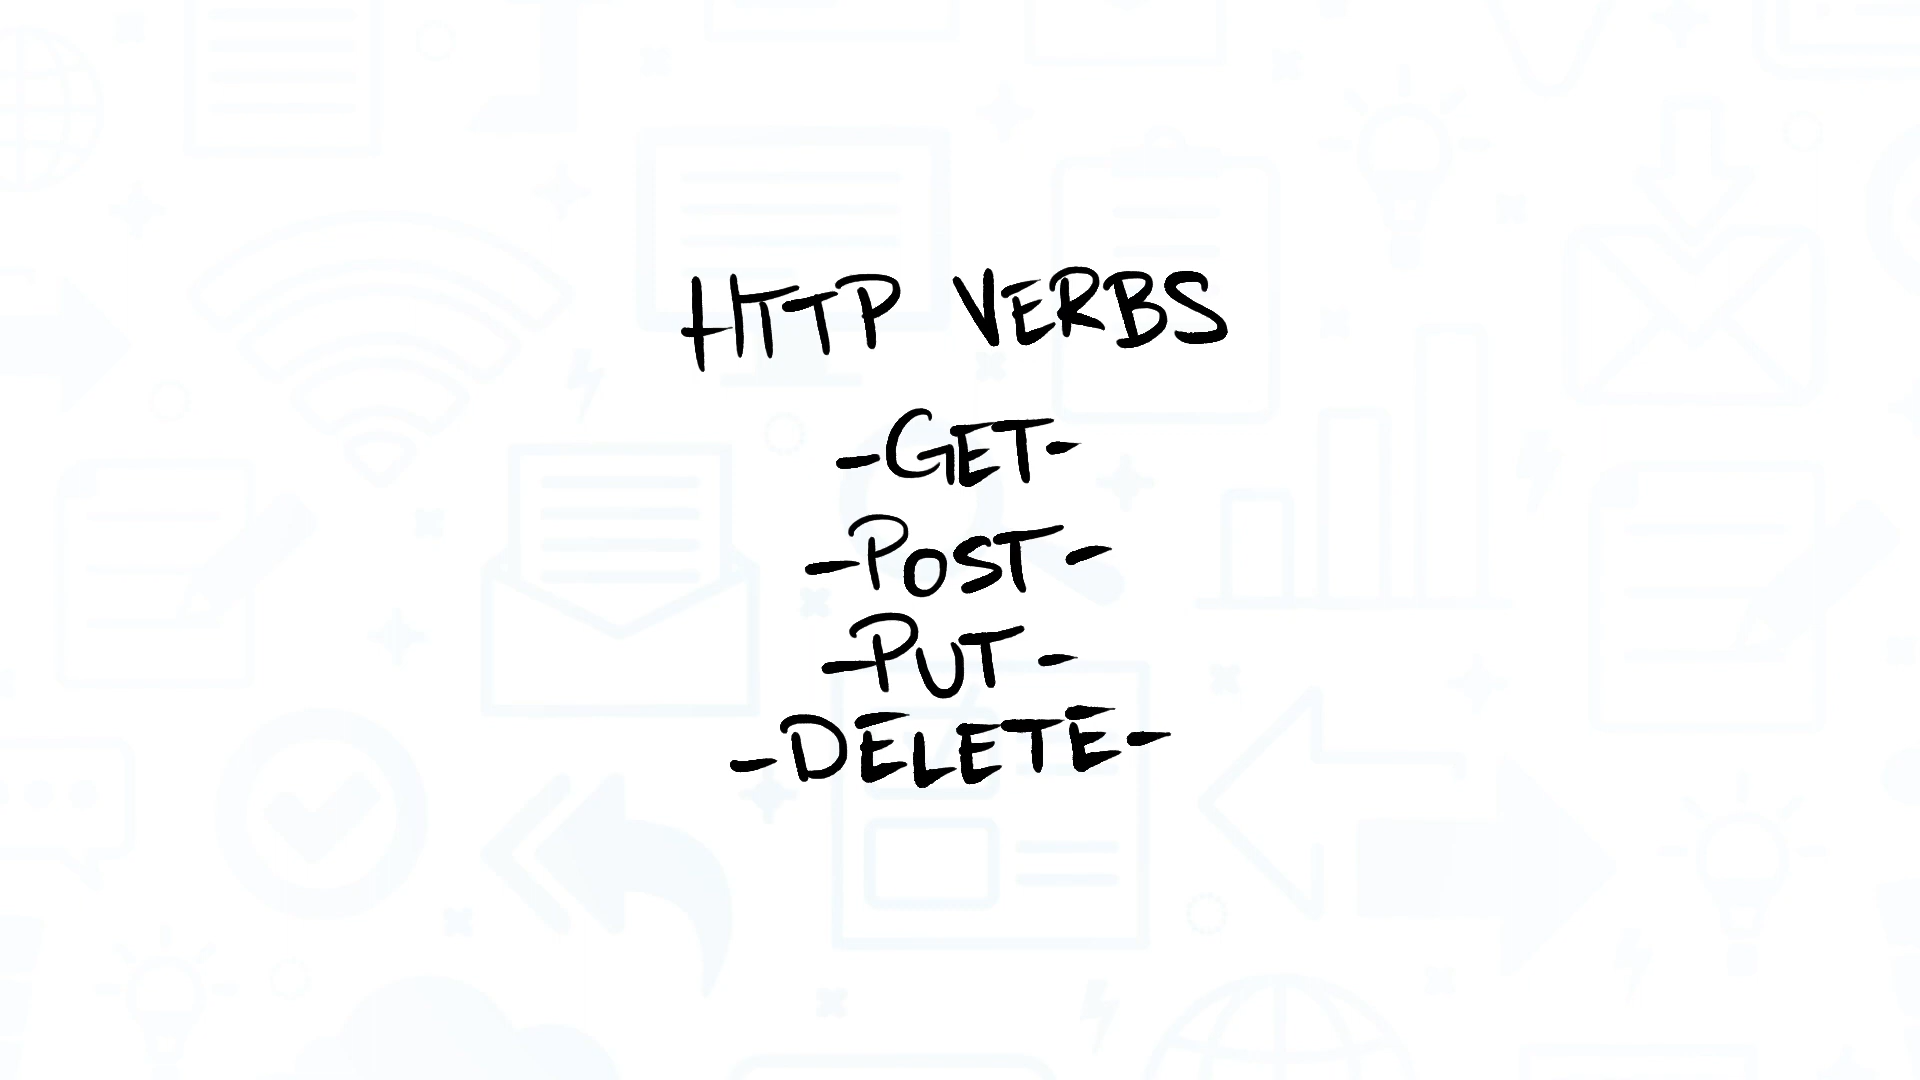 HTTP VERBS
-GET-
-POST-
-PUT-
-DELETE-